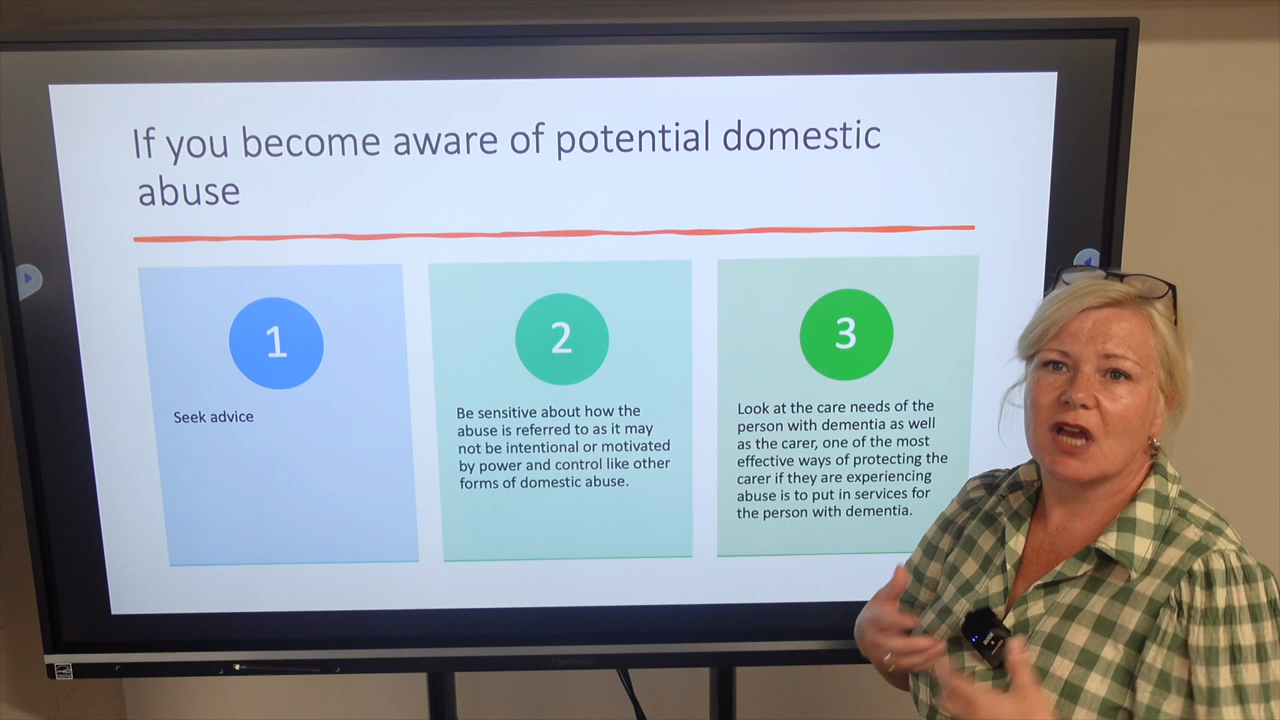 If you become aware of potential domestic
abuse
1
Seek advice
2
Be sensitive about how the
abuse is referred to as it may
not be intentional or motivated
by power and control like other
forms of domestic abuse.
3
Look at the care needs of the
person with dementia as well
as the carer, one of the most
effective ways of protecting the
carer if they are experiencing
abuse is to put in services for
the person with dementia.